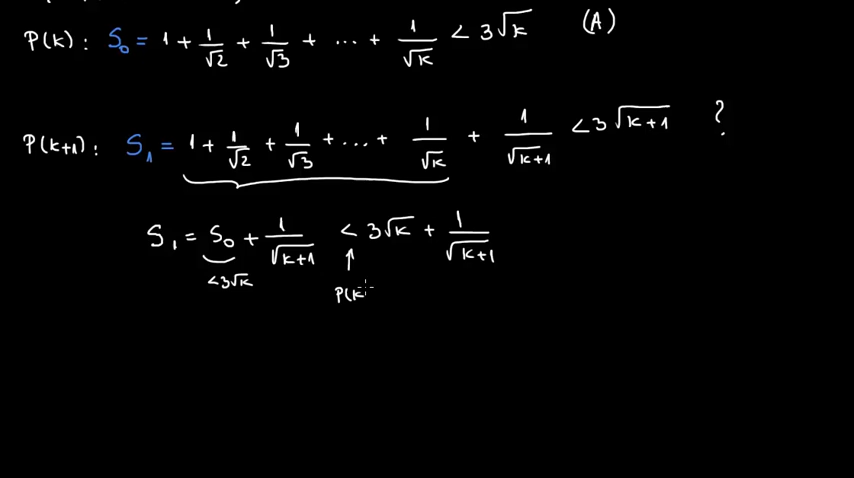 P(k): S₀ = 1 + 1/√2 + 1/√3 + ... + 1/√k < 3√k (A)
P(k+1): S₁ = 1 + 1/√2 + 1/√3 + ... + 1/√k + 1/√k+1 < 3√k+1 ?
S₁ = S₀ + 1/√k+1 < 3√k + 1/√k+1
<3√k P(k